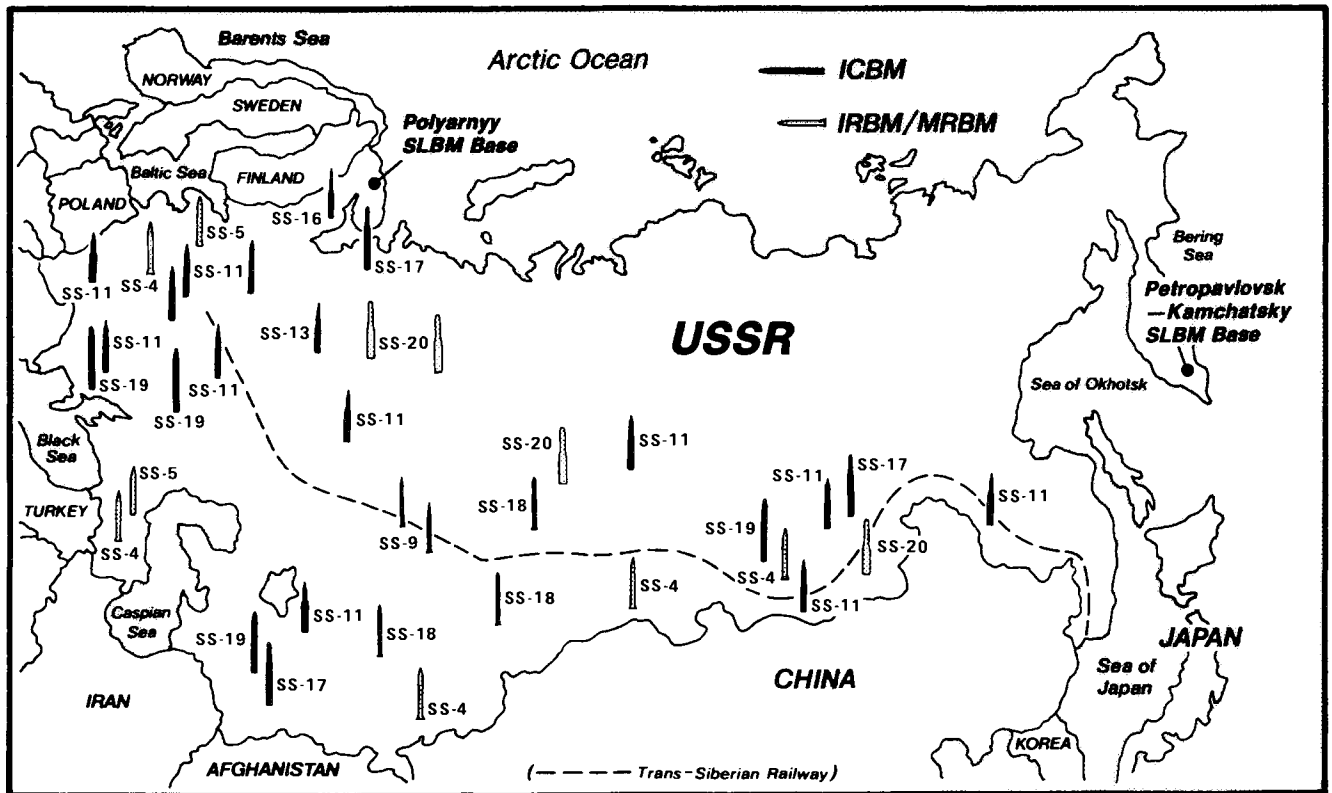 Barents Sea
Arctic Ocean
ICBM
NORWAY
SWEDEN
IRBM/MRBM
Polyarnyy
SLBM Base
Baltic Sea
FINLAND
POLAND
SS-16
SS-5
SS-11
SS-17
SS-4
SS-11
Bering
Sea
Petropavlovsk
—Kamchatsky
SLBM Base
USSR
SS-13
SS-20
SS-11
SS-19
SS-11
SS-19
Sea of Okhotsk
SS-11
Black
Sea
SS-20
SS-11
SS-5
SS-17
SS-11
SS-11
TURKEY
SS-18
SS-19
SS-4
SS-9
SS-20
SS-4
SS-4
SS-18
SS-11
Caspian
Sea
SS-11
SS-19
SS-18
JAPAN
SS-17
CHINA
Sea of
Japan
IRAN
SS-4
KOREA
AFGHANISTAN
(— — — — Trans-Siberian Railway)